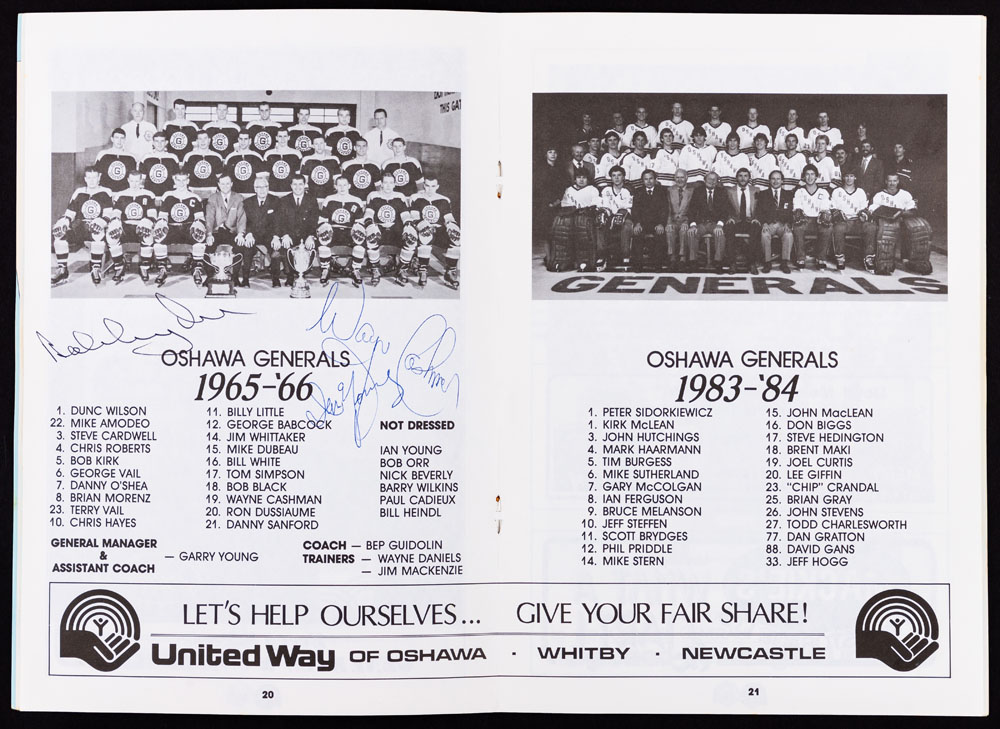 DON'T
THIS GAT
Wayne Cashman
OSHAWA GENERALS
1965-'66
1. DUNC WILSON
22. MIKE AMODEO
3. STEVE CARDWELL
4. CHRIS ROBERTS
5. BOB KIRK
6. GEORGE VAIL
7. DANNY O'SHEA
8. BRIAN MORENZ
23. TERRY VAIL
10. CHRIS HAYES
11. BILLY LITTLE
12. GEORGE BABCOCK
14. JIM WHITTAKER
15. MIKE DUBEAU
16. BILL WHITE
17. TOM SIMPSON
18. BOB BLACK
19. WAYNE CASHMAN
20. RON DUSSIAUME
21. DANNY SANFORD
NOT DRESSED
IAN YOUNG
BOB ORR
NICK BEVERLY
BARRY WILKINS
PAUL CADIEUX
BILL HEINDL
GENERAL MANAGER
&
ASSISTANT COACH
— GARRY YOUNG
COACH — BEP GUIDOLIN
TRAINERS — WAYNE DANIELS
— JIM MACKENZIE
GENERALS
OSHAWA GENERALS
1983-'84
1. PETER SIDORKIEWICZ
1. KIRK McLEAN
3. JOHN HUTCHINGS
4. MARK HAARMANN
5. TIM BURGESS
6. MIKE SUTHERLAND
7. GARY McCOLGAN
8. IAN FERGUSON
9. BRUCE MELANSON
10. JEFF STEFFEN
11. SCOTT BRYDGES
12. PHIL PRIDDLE
14. MIKE STERN
15. JOHN MacLEAN
16. DON BIGGS
17. STEVE HEDINGTON
18. BRENT MAKI
19. JOEL CURTIS
20. LEE GIFFIN
23. "CHIP" CRANDAL
25. BRIAN GRAY
26. JOHN STEVENS
27. TODD CHARLESWORTH
77. DAN GRATTON
88. DAVID GANS
33. JEFF HOGG
LET'S HELP OURSELVES... GIVE YOUR FAIR SHARE!
United Way OF OSHAWA · WHITBY · NEWCASTLE
20
21